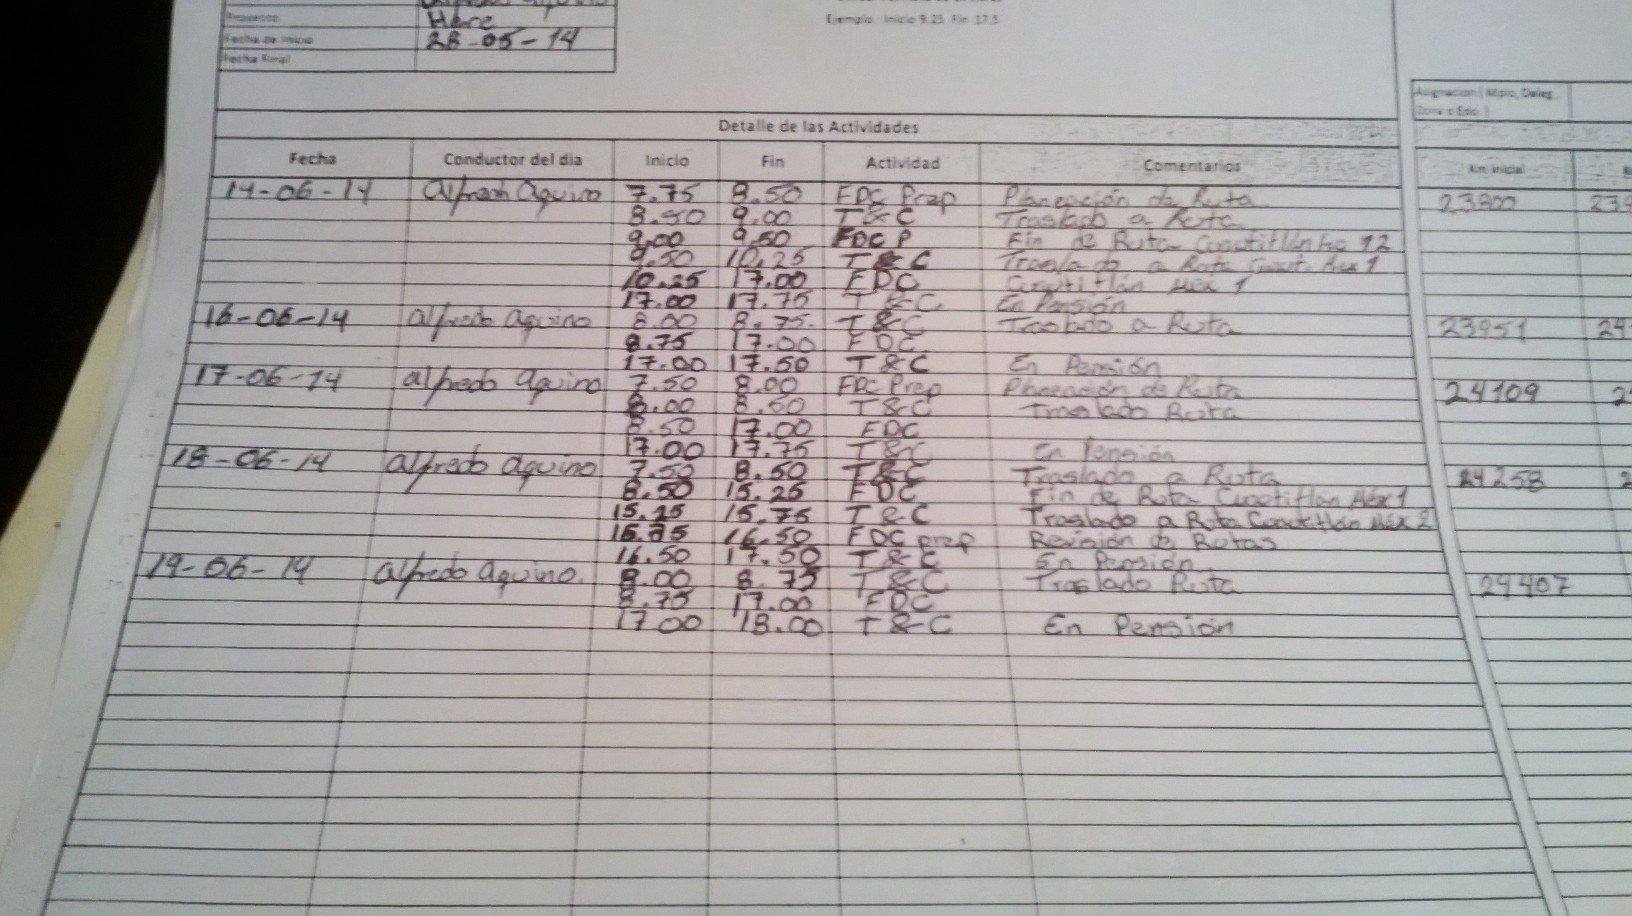 Ejemplo: Inicio 9.25 Fin 17.5
Proyecto Here
Fecha de Inicio 28-05-14
Fecha Final
Asignacion ( Mpio, Deleg,
Zona o Edo. )
Detalle de las Actividades
Fecha Conductor del dia Inicio Fin Actividad Comentarios Km Inicial
14-06-14 Alfredo Aquino 7.75 8.50 FDC Prep Planeación de Ruta 23800
8.50 9.00 T&C Traslado a Ruta
9.00 9.50 FDC P Fin de Ruta 12
9.50 10.25 T&C Traslado a Ruta Mex 1
10.25 17.00 FDC Cuautitlán Mex 1
17.00 17.75 T&C En Pensión
16-06-14 alfredo aquino 8.00 8.75 T&C Traslado a Ruta 23951
8.75 17.00 FDC
17.00 17.50 T&C En Pensión
17-06-14 alfredo aquino 7.50 8.00 FDC Prep Planeación de Ruta 24109
8.00 8.50 T&C Traslado Ruta
8.50 17.00 FDC
17.00 17.75 T&C En Pensión
18-06-14 alfredo aquino 7.50 8.50 T&C Traslado a Ruta 24258
8.50 15.25 FDC Fin de Ruta Cuautitlán Méx 1
15.25 15.75 T&C Traslado a Ruta Cuautitlán Méx 2
15.75 16.50 FDC prep Revisión de Rutas
16.50 17.50 T&C En Pensión
19-06-14 alfredo aquino. 8.00 8.75 T&C Traslado Ruta 24407
8.75 17.00 FDC
17.00 18.00 T&C En Pensión